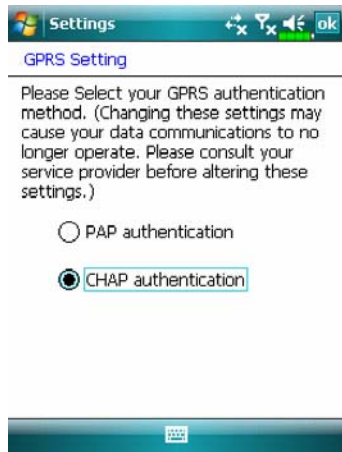 Settings ok
GPRS Setting
Please Select your GPRS authentication
method. (Changing these settings may
cause your data communications to no
longer operate. Please consult your
service provider before altering these
settings.)
PAP authentication
CHAP authentication